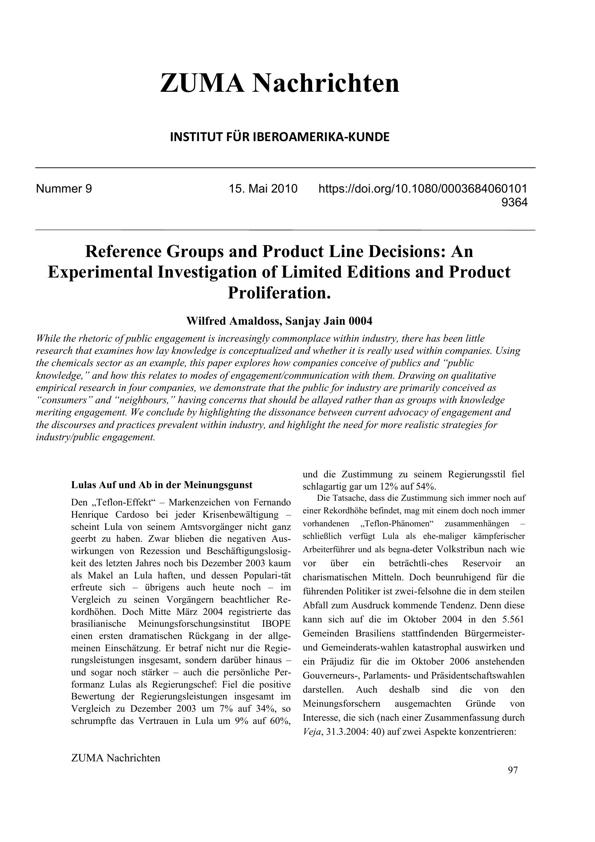 ZUMA Nachrichten
INSTITUT FÜR IBEROAMERIKA-KUNDE
Nummer 9 15. Mai 2010 https://doi.org/10.1080/0003684060101
9364
Reference Groups and Product Line Decisions: An
Experimental Investigation of Limited Editions and Product
Proliferation.
Wilfred Amaldoss, Sanjay Jain 0004
While the rhetoric of public engagement is increasingly commonplace within industry, there has been little
research that examines how lay knowledge is conceptualized and whether it is really used within companies. Using
the chemicals sector as an example, this paper explores how companies conceive of publics and “public
knowledge,” and how this relates to modes of engagement/communication with them. Drawing on qualitative
empirical research in four companies, we demonstrate that the public for industry are primarily conceived as
“consumers” and “neighbours,” having concerns that should be allayed rather than as groups with knowledge
meriting engagement. We conclude by highlighting the dissonance between current advocacy of engagement and
the discourses and practices prevalent within industry, and highlight the need for more realistic strategies for
industry/public engagement.
Lulas Auf und Ab in der Meinungsgunst
Den „Teflon-Effekt“ – Markenzeichen von Fernando
Henrique Cardoso bei jeder Krisenbewältigung –
scheint Lula von seinem Amtsvorgänger nicht ganz
geerbt zu haben. Zwar blieben die negativen Aus-
wirkungen von Rezession und Beschäftigungslosig-
keit des letzten Jahres noch bis Dezember 2003 kaum
als Makel an Lula haften, und dessen Populari-tät
erfreute sich – übrigens auch heute noch – im
Vergleich zu seinen Vorgängern beachtlicher Re-
kordhöhen. Doch Mitte März 2004 registrierte das
brasilianische Meinungsforschungsinstitut IBOPE
einen ersten dramatischen Rückgang in der allge-
meinen Einschätzung. Er betraf nicht nur die Regie-
rungsleistungen insgesamt, sondern darüber hinaus –
und sogar noch stärker – auch die persönliche Per-
formanz Lulas als Regierungschef: Fiel die positive
Bewertung der Regierungsleistungen insgesamt im
Vergleich zu Dezember 2003 um 7% auf 34%, so
schrumpfte das Vertrauen in Lula um 9% auf 60%,
und die Zustimmung zu seinem Regierungsstil fiel
schlagartig gar um 12% auf 54%.
Die Tatsache, dass die Zustimmung sich immer noch auf
einer Rekordhöhe befindet, mag mit einem doch noch immer
vorhandenen „Teflon-Phänomen“ zusammenhängen –
schließlich verfügt Lula als ehe-maliger kämpferischer
Arbeiterführer und als begna-deter Volkstribun nach wie
vor über ein beträchtli-ches Reservoir an
charismatischen Mitteln. Doch beunruhigend für die
führenden Politiker ist zwei-felsohne die in dem steilen
Abfall zum Ausdruck kommende Tendenz. Denn diese
kann sich auf die im Oktober 2004 in den 5.561
Gemeinden Brasiliens stattfindenden Bürgermeister-
und Gemeinderats-wahlen katastrophal auswirken und
ein Präjudiz für die im Oktober 2006 anstehenden
Gouverneurs-, Parlaments- und Präsidentschaftswahlen
darstellen. Auch deshalb sind die von den
Meinungsforschern ausgemachten Gründe von
Interesse, die sich (nach einer Zusammenfassung durch
Veja, 31.3.2004: 40) auf zwei Aspekte konzentrieren:
ZUMA Nachrichten
97